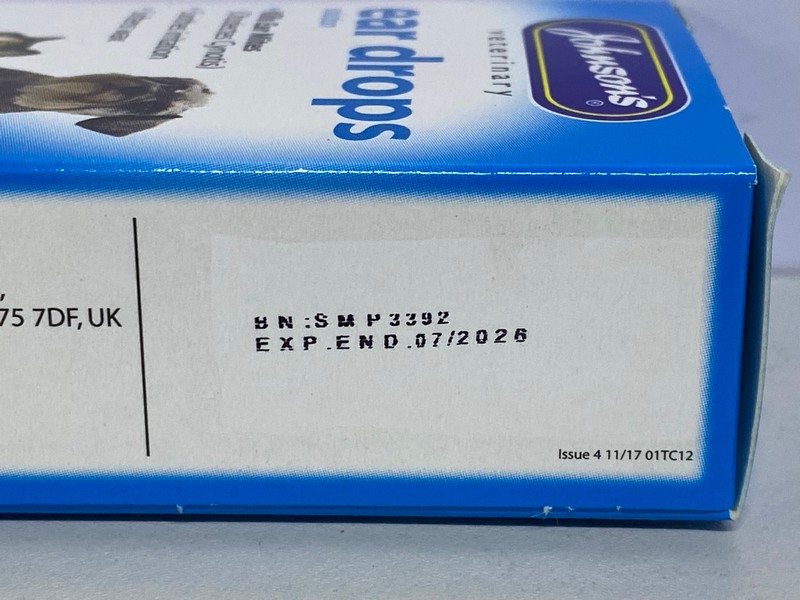 Johnson's®
veterinary
ear drops
75 7DF, UK
BN:SMP3392
EXP.END.07/2026
Issue 4 11/17 01TC12